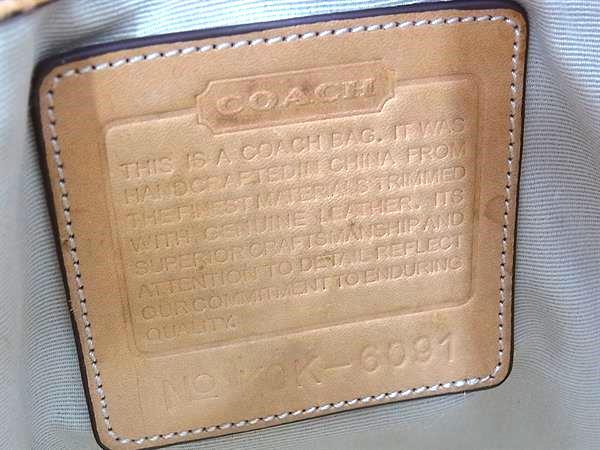 COACH
THIS IS A COACH BAG. IT WAS
HANDCRAFTED IN CHINA FROM
THE FINEST MATERIALS TRIMMED
WITH GENUINE LEATHER. ITS
SUPERIOR CRAFTSMANSHIP AND
ATTENTION TO DETAIL REFLECT
OUR COMMITMENT TO ENDURING
QUALITY.
K-6091